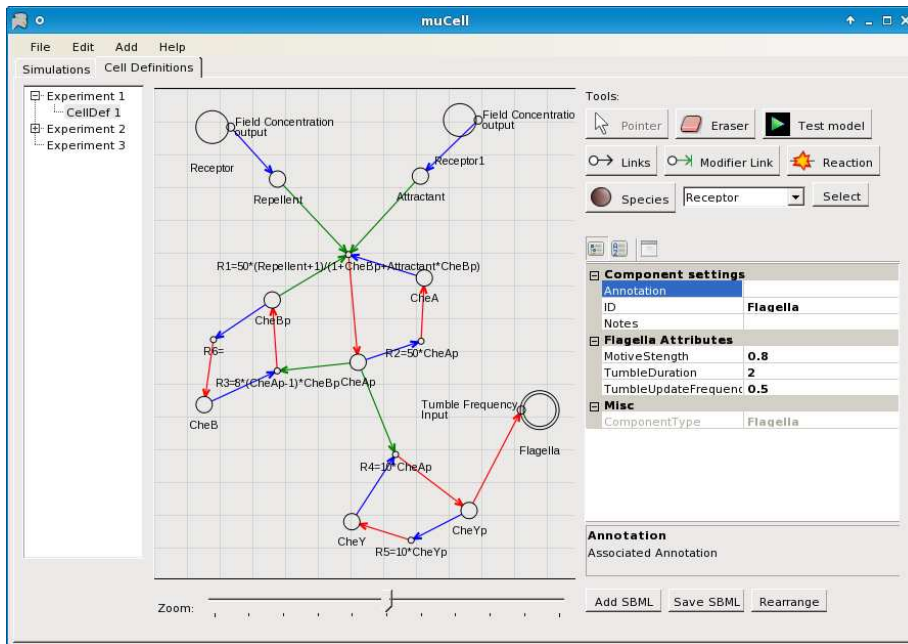 muCell
File Edit Add Help
Simulations Cell Definitions
Experiment 1
CellDef 1
Experiment 2
Experiment 3
Field Concentration
output
Receptor
Field Concentratio
output
Receptor1
Repellent
Attractant
R1=50*(Repellent+1)/(1+CheBp+Attractant*CheBp)
CheBp
CheA
R6=
R2=50*CheAp
R3=8*(CheAp-1)*CheBp
CheAp
CheB
Tumble Frequency
Input
Flagella
R4=10*CheAp
CheY
CheYp
R5=10*CheYp
Zoom:
Tools:
Pointer Eraser Test model
Links Modifier Link Reaction
Species Receptor Select
Component settings
Annotation
ID Flagella
Notes
Flagella Attributes
MotiveStength 0.8
TumbleDuration 2
TumbleUpdateFrequenc 0.5
Misc
ComponentType Flagella
Annotation
Associated Annotation
Add SBML Save SBML Rearrange